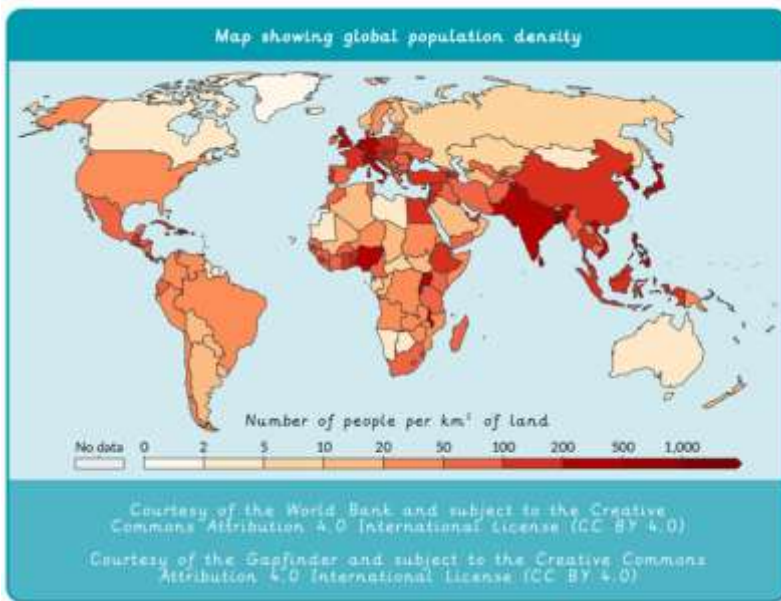 Map showing global population density
Number of people per km² of land
No data 0 2 5 10 20 50 100 200 500 1,000
Courtesy of the World Bank and subject to the Creative
Commons Attribution 4.0 International License (CC BY 4.0)
Courtesy of the Gapfinder and subject to the Creative Commons
Attribution 4.0 International License (CC BY 4.0)